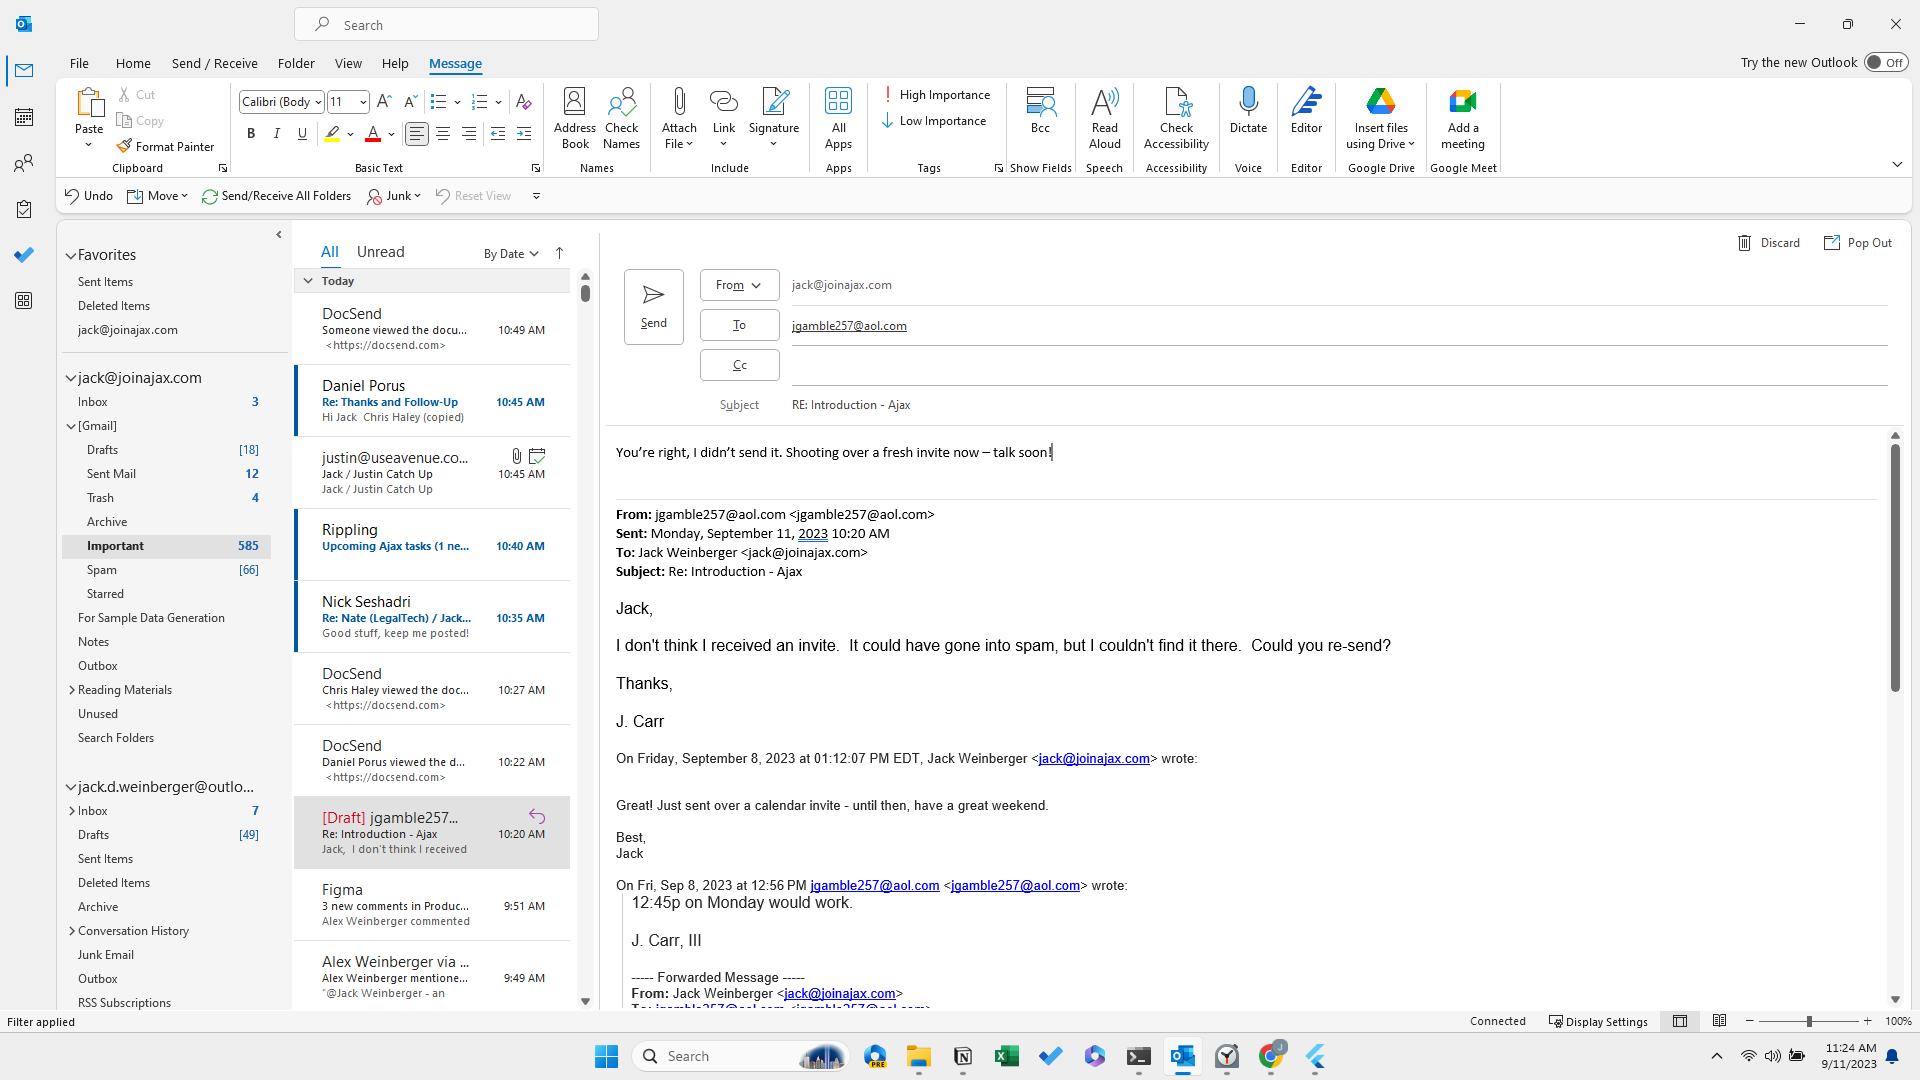 Search
File Home Send / Receive Folder View Help Message
Try the new Outlook Off
Paste
Cut
Copy
Format Painter
Clipboard
Calibri (Body 11
B I U
Basic Text
Address Book
Check Names
Names
Attach File
Link
Signature
Include
All Apps
Apps
High Importance
Low Importance
Tags
Bcc
Show Fields
Read Aloud
Speech
Check Accessibility
Accessibility
Dictate
Voice
Editor
Editor
Insert files using Drive
Google Drive
Add a meeting
Google Meet
Undo Move Send/Receive All Folders Junk Reset View
Favorites
Sent Items
Deleted Items
jack@joinajax.com
jack@joinajax.com
Inbox 3
[Gmail]
Drafts [18]
Sent Mail 12
Trash 4
Archive
Important 585
Spam [66]
Starred
For Sample Data Generation
Notes
Outbox
Reading Materials
Unused
Search Folders
jack.d.weinberger@outlo...
Inbox 7
Drafts [49]
Sent Items
Deleted Items
Archive
Conversation History
Junk Email
Outbox
RSS Subscriptions
All Unread By Date
Today
DocSend
Someone viewed the docu... 10:49 AM
<https://docsend.com>
Daniel Porus
Re: Thanks and Follow-Up 10:45 AM
Hi Jack Chris Haley (copied)
justin@useavenue.co...
Jack / Justin Catch Up 10:45 AM
Jack / Justin Catch Up
Rippling
Upcoming Ajax tasks (1 ne... 10:40 AM
Nick Seshadri
Re: Nate (LegalTech) / Jack... 10:35 AM
Good stuff, keep me posted!
DocSend
Chris Haley viewed the doc... 10:27 AM
<https://docsend.com>
DocSend
Daniel Porus viewed the d... 10:22 AM
<https://docsend.com>
[Draft] jgamble257...
Re: Introduction - Ajax 10:20 AM
Jack, I don't think I received
Figma
3 new comments in Produc... 9:51 AM
Alex Weinberger commented
Alex Weinberger via ...
Alex Weinberger mentione... 9:49 AM
"@Jack Weinberger - an
Discard Pop Out
Send
From jack@joinajax.com
To jgamble257@aol.com
Cc
Subject RE: Introduction - Ajax
You’re right, I didn’t send it. Shooting over a fresh invite now – talk soon!
From: jgamble257@aol.com <jgamble257@aol.com>
Sent: Monday, September 11, 2023 10:20 AM
To: Jack Weinberger <jack@joinajax.com>
Subject: Re: Introduction - Ajax
Jack,
I don't think I received an invite.  It could have gone into spam, but I couldn't find it there.  Could you re-send?
Thanks,
J. Carr
On Friday, September 8, 2023 at 01:12:07 PM EDT, Jack Weinberger <jack@joinajax.com> wrote:
Great! Just sent over a calendar invite - until then, have a great weekend.
Best,
Jack
On Fri, Sep 8, 2023 at 12:56 PM jgamble257@aol.com <jgamble257@aol.com> wrote:
12:45p on Monday would work.
J. Carr, III
----- Forwarded Message -----
From: Jack Weinberger <jack@joinajax.com>
To: jgamble257@aol.com <jgamble257@aol.com>
Filter applied
Connected Display Settings 100%
Search
PRE
J
11:24 AM
9/11/2023